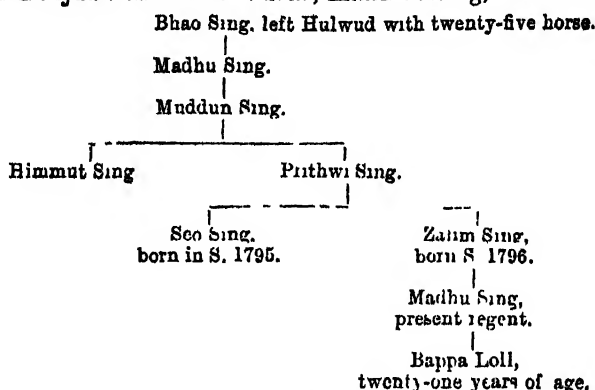 Bhao Sing. left Hulwud with twenty-five horse.
Madhu Sing.
Muddun Sing.
Himmut Sing Prithwi Sing.
Seo Sing. Zalim Sing,
born in S. 1795. born S 1796.
Madhu Sing,
present regent.
Bappa Loll,
twenty-one years of age.